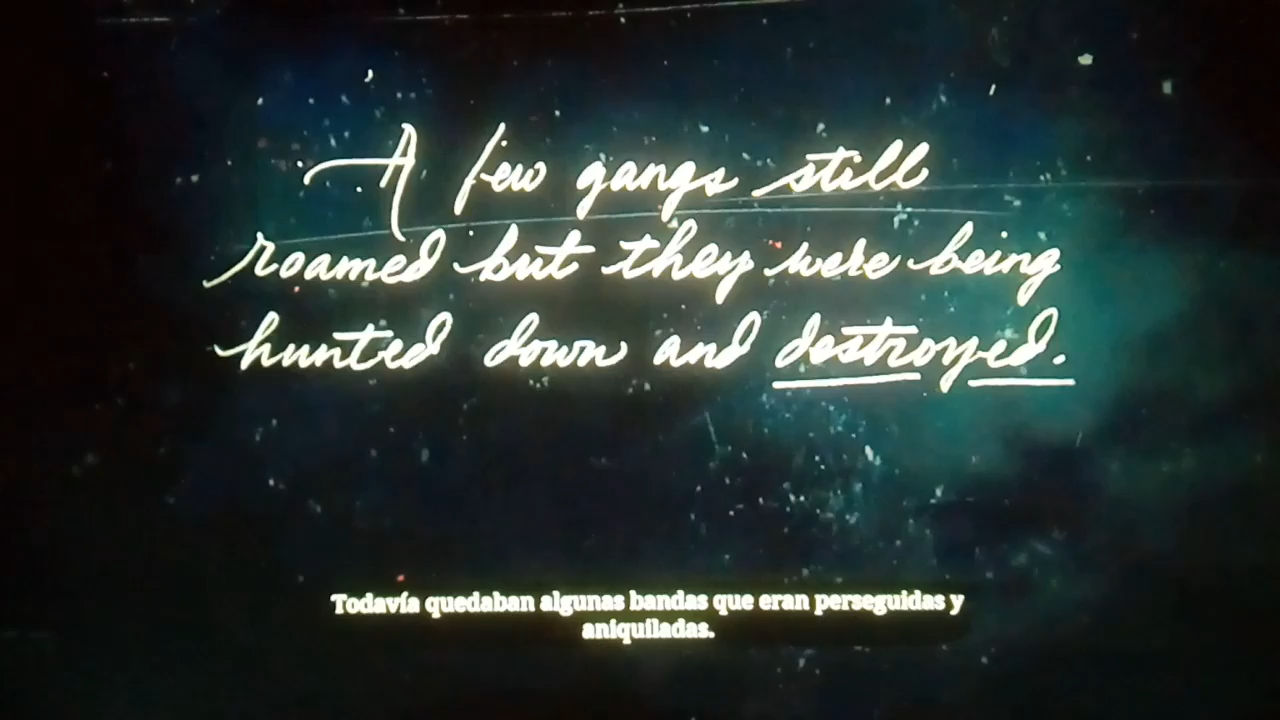 A few gangs still
roamed but they were being
hunted down and destroyed.
Todavía quedaban algunas bandas que eran perseguidas y
aniquiladas.